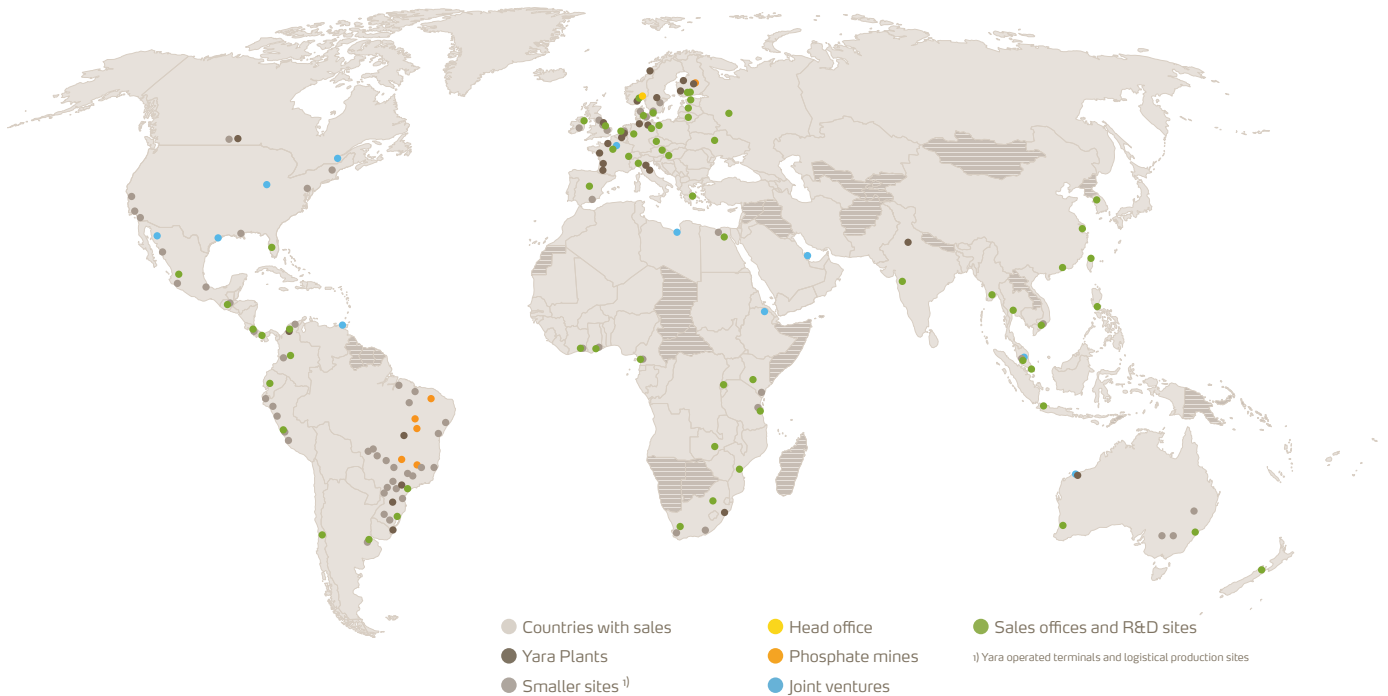 Countries with sales
Yara Plants
Smaller sites ¹⁾
Head office
Phosphate mines
Joint ventures
Sales offices and R&D sites
¹⁾ Yara operated terminals and logistical production sites